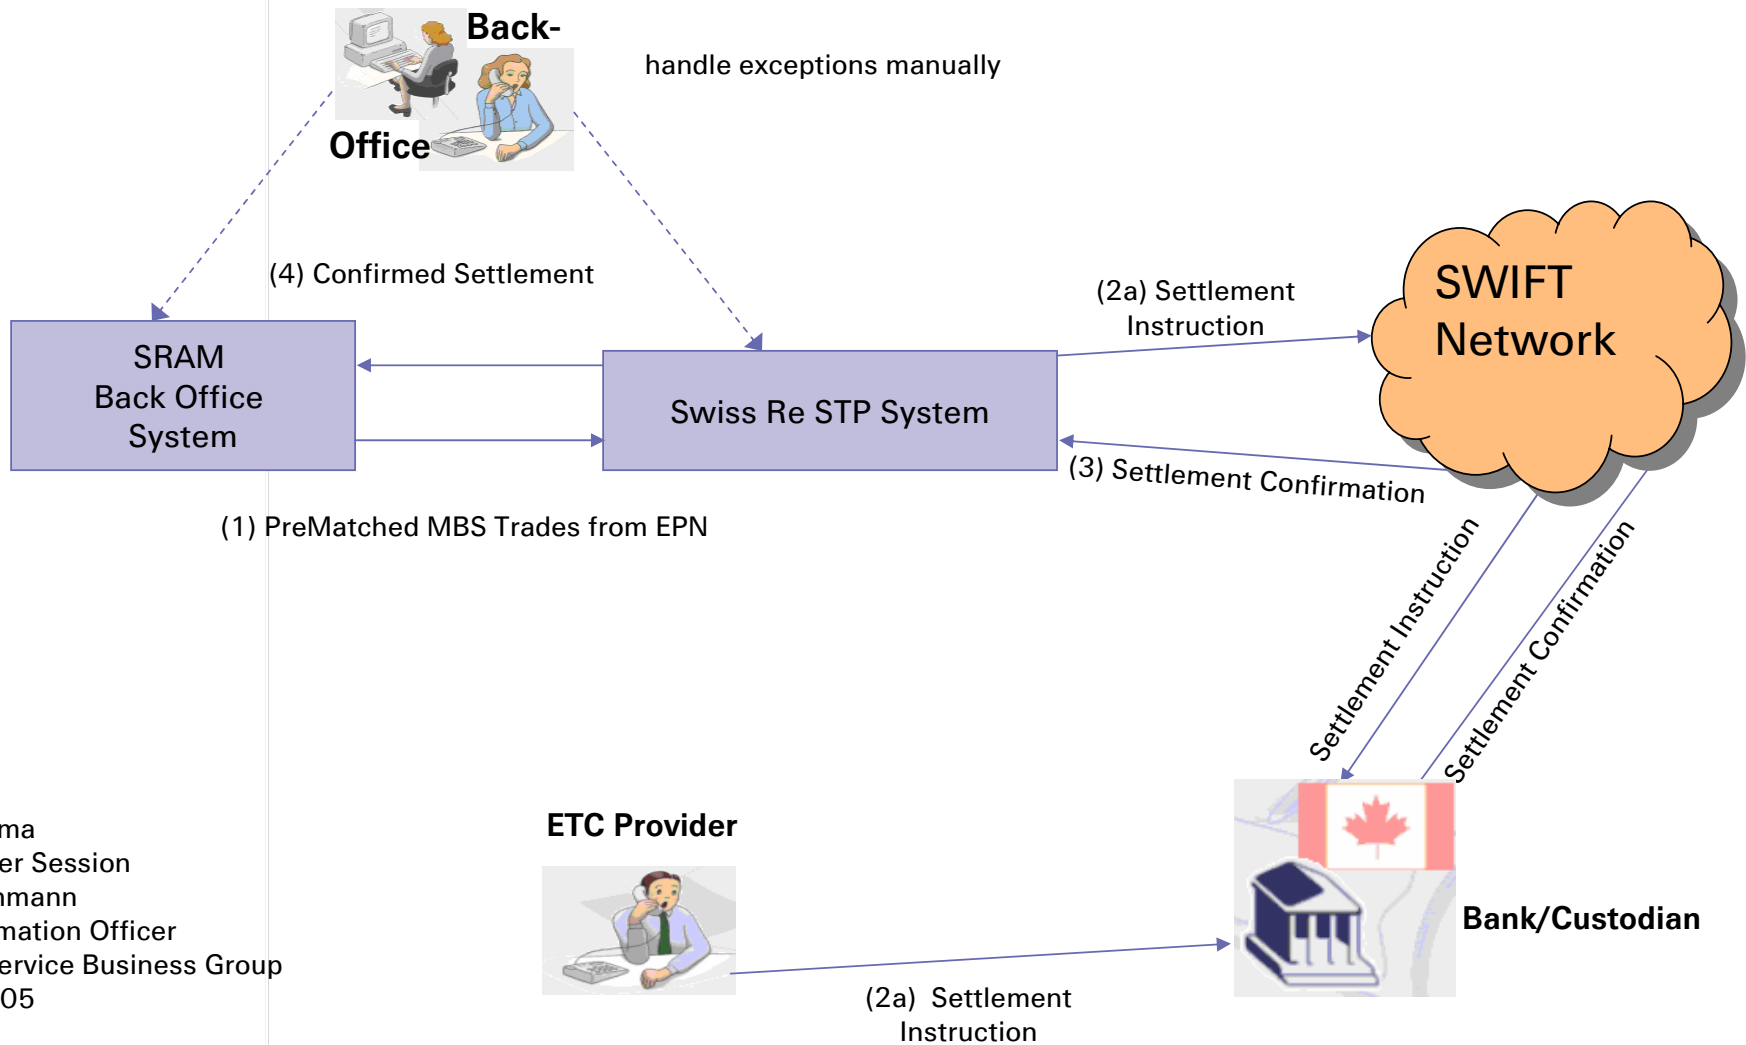 Back-
Office
handle exceptions manually
(4) Confirmed Settlement
(2a) Settlement
Instruction
SWIFT
Network
SRAM
Back Office
System
Swiss Re STP System
(3) Settlement Confirmation
(1) PreMatched MBS Trades from EPN
Settlement Instruction
Settlement Confirmation
ETC Provider
Bank/Custodian
(2a) Settlement
Instruction
ma
er Session
nmann
mation Officer
ervice Business Group
05